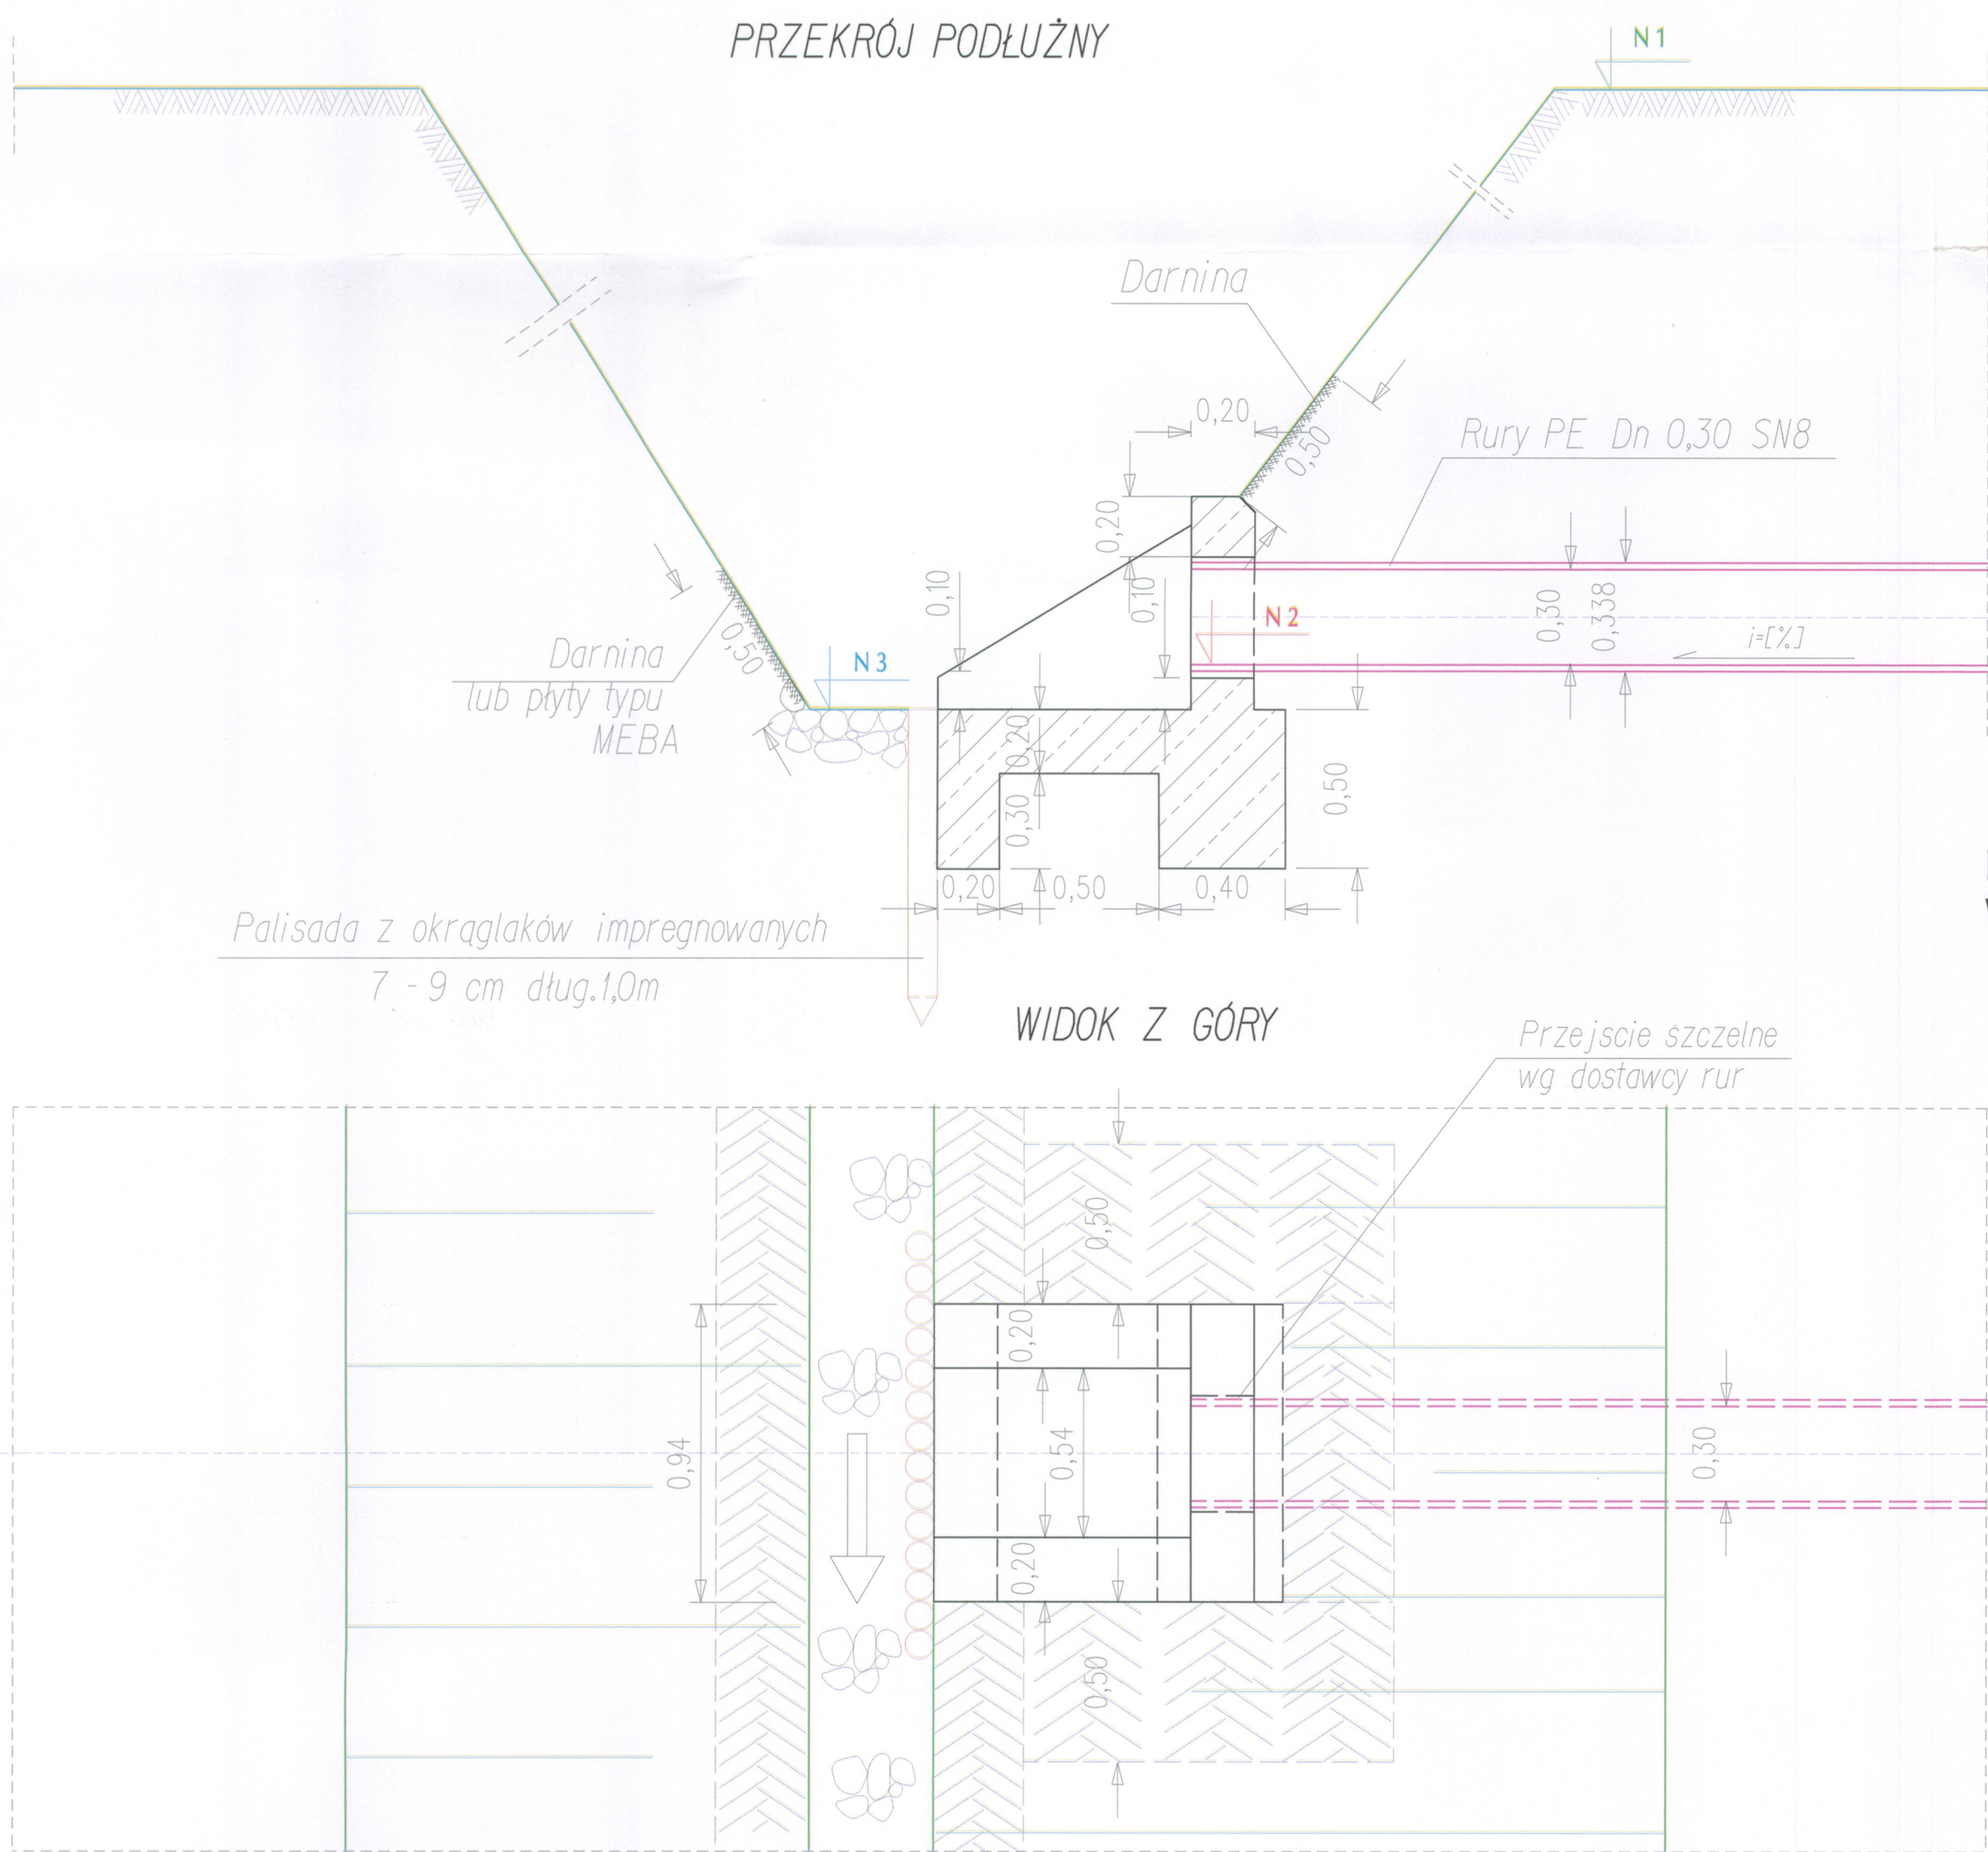 PRZEKRÓJ PODŁUŻNY
N1
Darnina
0,20
0,50
Rury PE Dn 0,30 SN8
0,20
0,10
0,10
N2
0,30
0,338
i=[%]
Darnina
lub płyty typu
MEBA
0,50
N3
0,20
0,30
0,50
0,20
0,50
0,40
Palisada z okrąglaków impregnowanych
7 - 9 cm dług.1,0m
WIDOK Z GÓRY
Przejscie szczelne
wg dostawcy rur
0,50
0,20
0,94
0,54
0,30
0,20
0,50